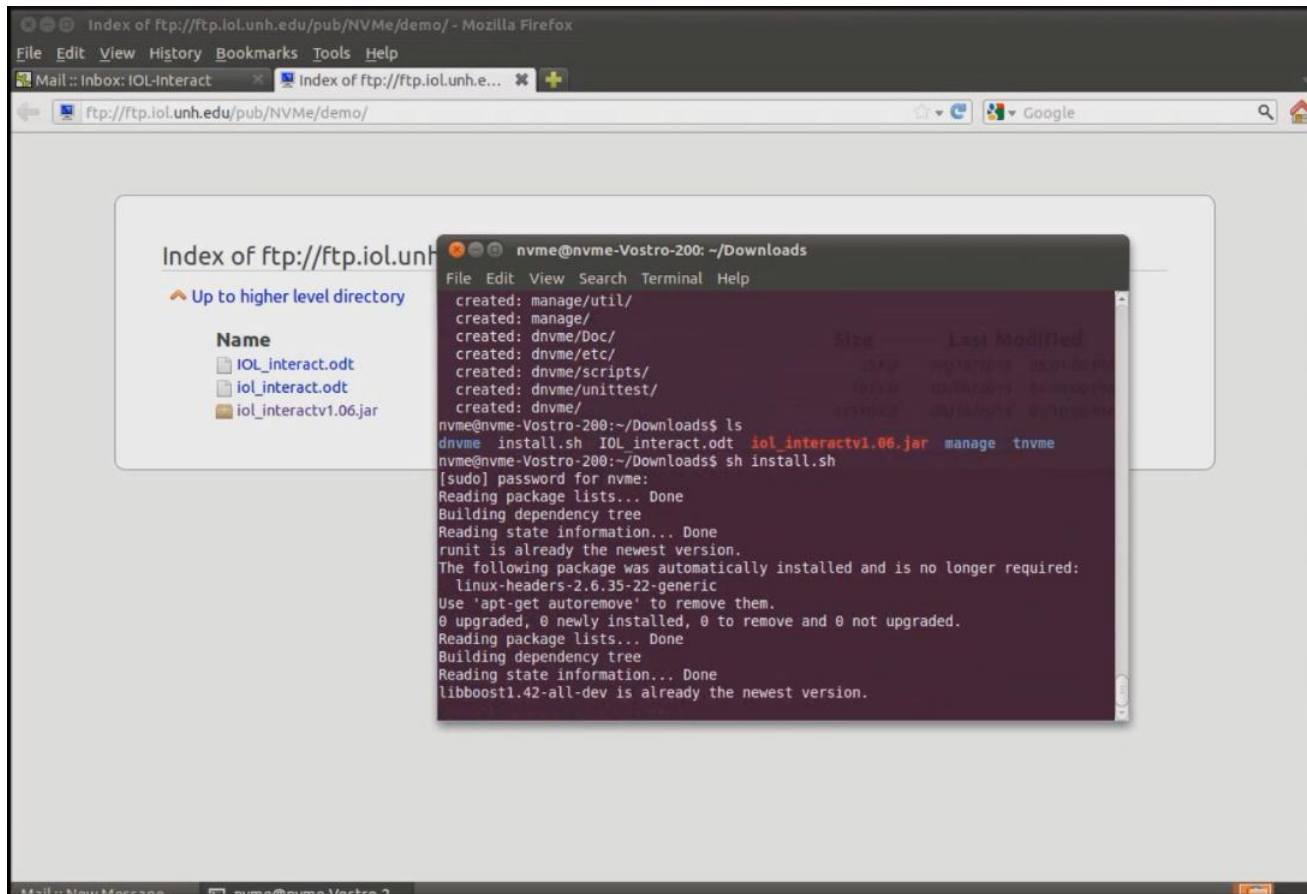 Index of ftp://ftp.iol.unh.edu/pub/NVMe/demo/ - Mozilla Firefox
File Edit View History Bookmarks Tools Help
Mail :: Inbox: IOL-Interact
Index of ftp://ftp.iol.unh.e...
ftp://ftp.iol.unh.edu/pub/NVMe/demo/
Google
Index of ftp://ftp.iol.unh
Up to higher level directory
Name
Size
Last Modified
IOL_interact.odt
iol_interact.odt
iol_interactv1.06.jar
nvme@nvme-Vostro-200: ~/Downloads
File Edit View Search Terminal Help
created: manage/util/
created: manage/
created: dnvme/Doc/
created: dnvme/etc/
created: dnvme/scripts/
created: dnvme/unittest/
created: dnvme/
nvme@nvme-Vostro-200:~/Downloads$ ls
dnvme install.sh IOL_interact.odt iol_interactv1.06.jar manage tnvme
nvme@nvme-Vostro-200:~/Downloads$ sh install.sh
[sudo] password for nvme:
Reading package lists... Done
Building dependency tree
Reading state information... Done
runit is already the newest version.
The following package was automatically installed and is no longer required:
linux-headers-2.6.35-22-generic
Use 'apt-get autoremove' to remove them.
0 upgraded, 0 newly installed, 0 to remove and 0 not upgraded.
Reading package lists... Done
Building dependency tree
Reading state information... Done
libboost1.42-all-dev is already the newest version.
Mail :: New Message
nvme@nvme-Vostro-2